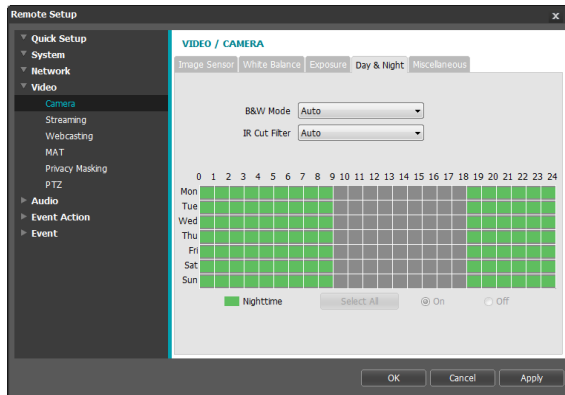 Remote Setup x
Quick Setup
System
Network
Video
Camera
Streaming
Webcasting
MAT
Privacy Masking
PTZ
Audio
Event Action
Event
VIDEO / CAMERA
Image Sensor White Balance Exposure Day & Night Miscellaneous
B&W Mode Auto
IR Cut Filter Auto
0 1 2 3 4 5 6 7 8 9 10 11 12 13 14 15 16 17 18 19 20 21 22 23 24
Mon
Tue
Wed
Thu
Fri
Sat
Sun
Nighttime Select All On Off
OK Cancel Apply